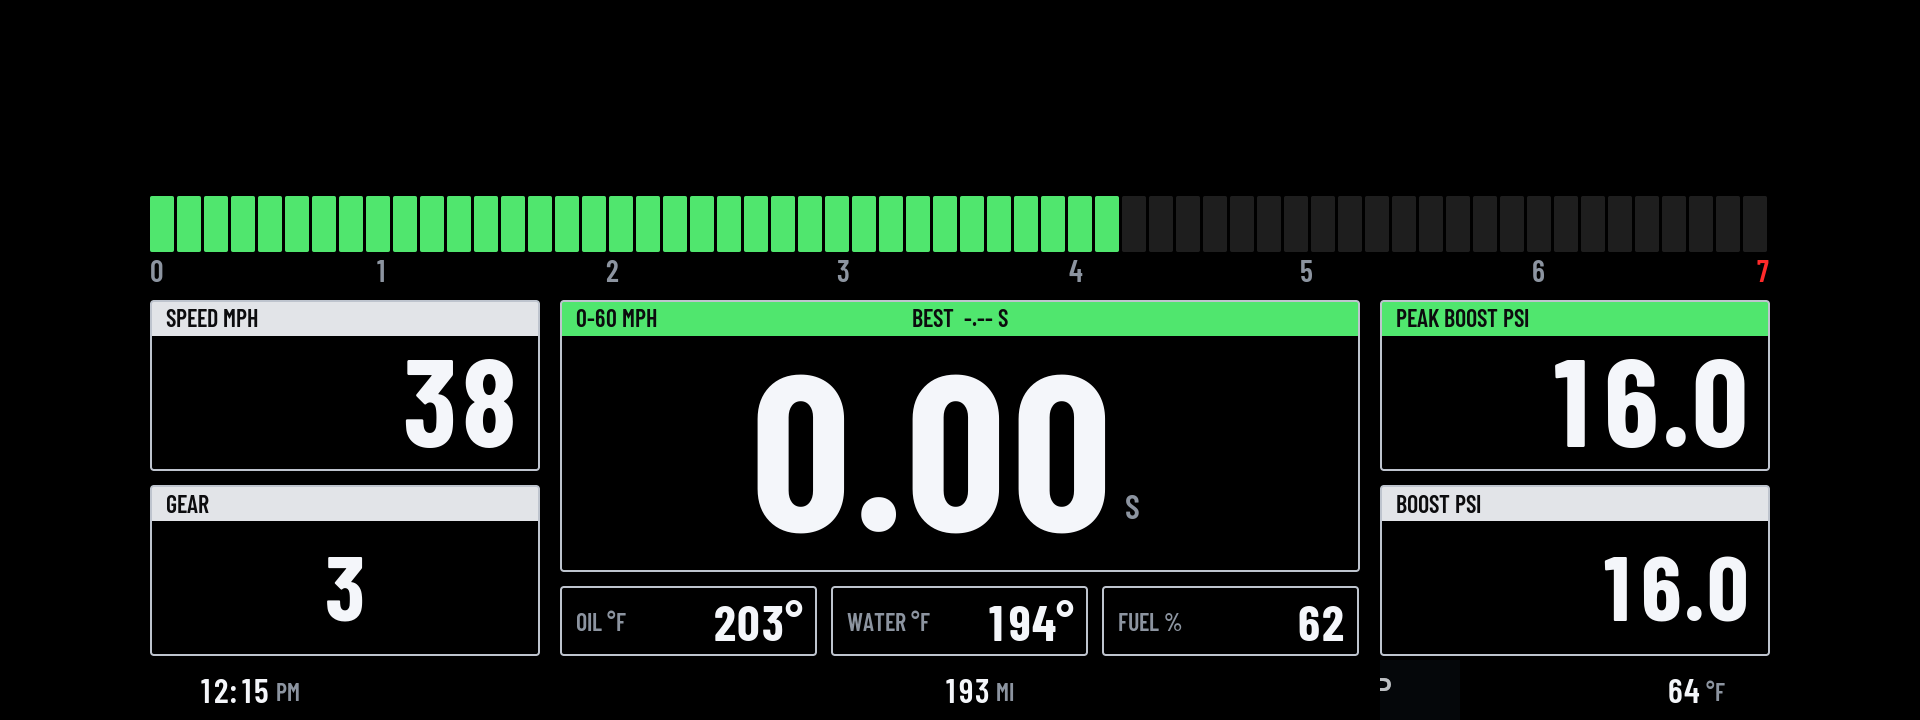 0 1 2 3 4 5 6 7
SPEED MPH
38
0-60 MPH BEST -.-- S
0.00 S
PEAK BOOST PSI
16.0
GEAR
3
BOOST PSI
16.0
OIL °F 203°
WATER °F 194°
FUEL % 62
12:15 PM
193 MI
64 °F